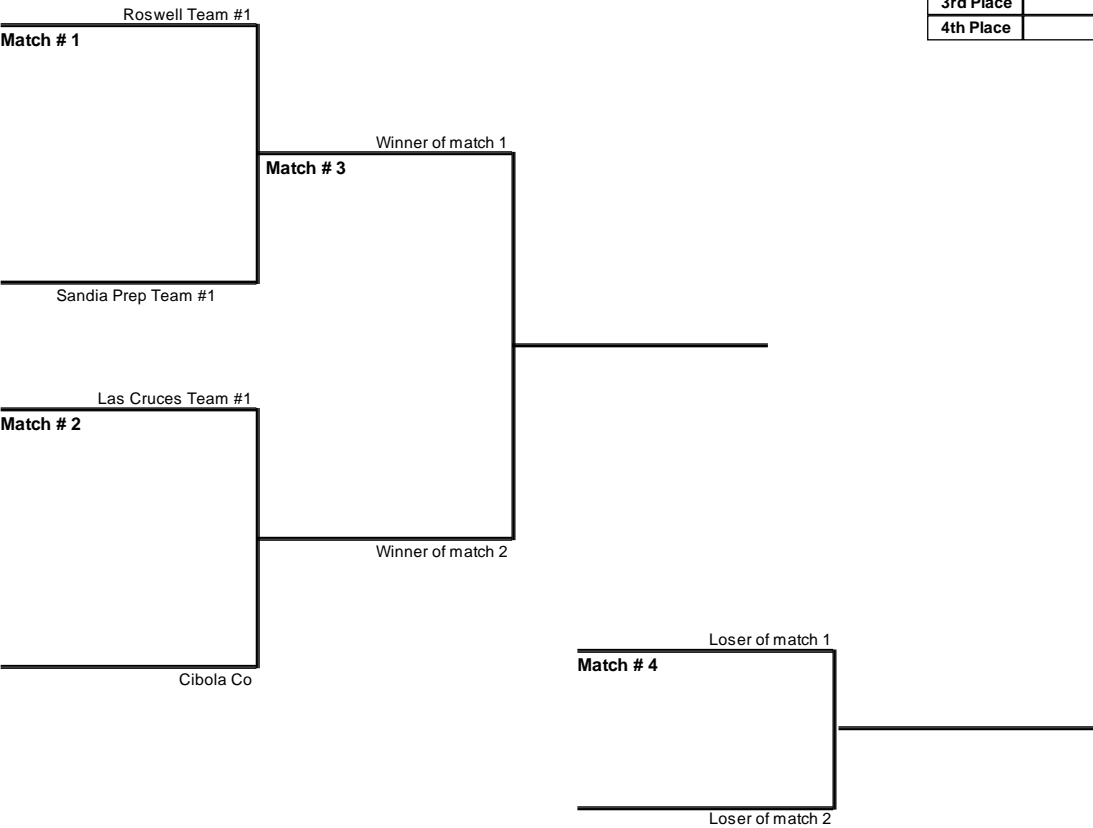 3rd Place
4th Place
Roswell Team #1
Match # 1
Winner of match 1
Match # 3
Sandia Prep Team #1
Las Cruces Team #1
Match # 2
Winner of match 2
Loser of match 1
Match # 4
Cibola Co
Loser of match 2